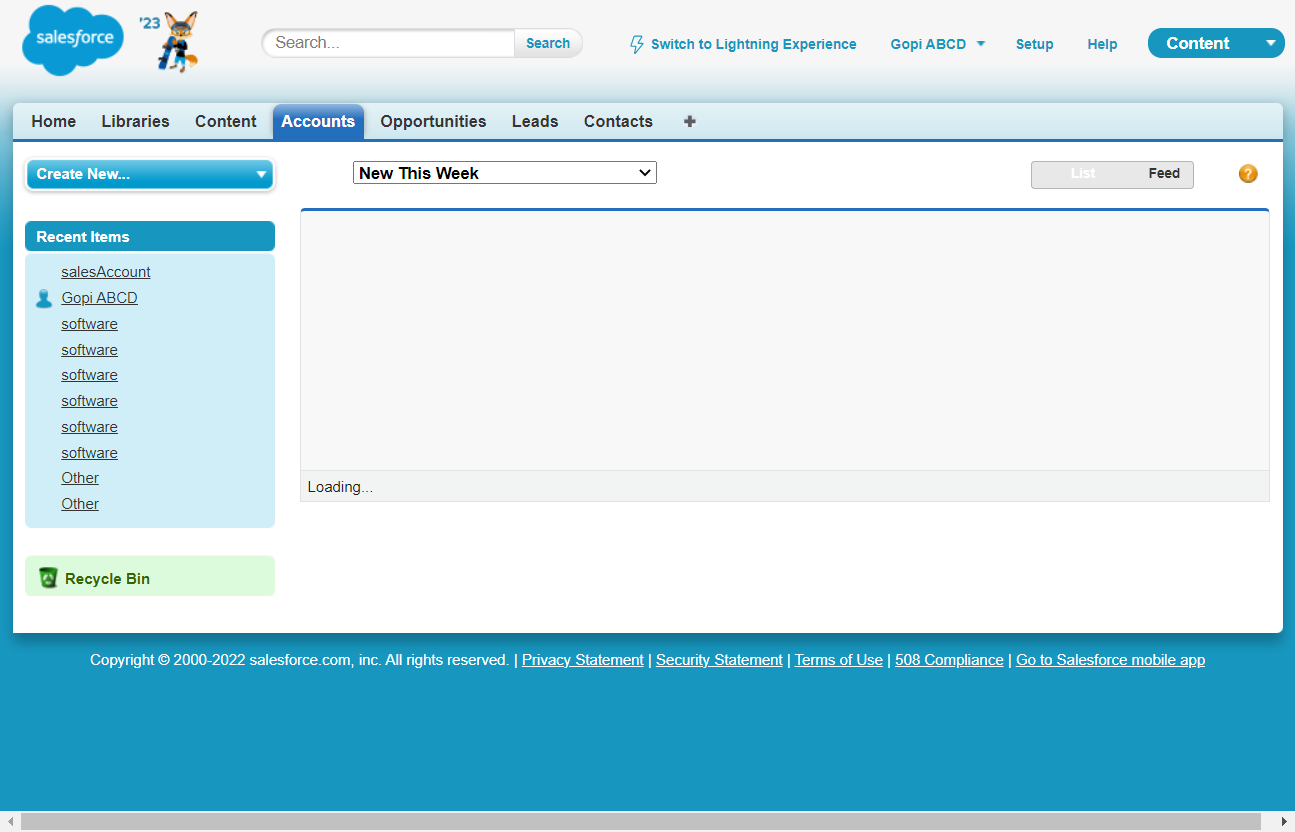 salesforce
'23
Search...
Search
Switch to Lightning Experience
Gopi ABCD
Setup
Help
Content
Home
Libraries
Content
Accounts
Opportunities
Leads
Contacts
Create New...
New This Week
List
Feed
?
Recent Items
salesAccount
Gopi ABCD
software
software
software
software
software
software
Other
Other
Loading...
Recycle Bin
Copyright © 2000-2022 salesforce.com, inc. All rights reserved. | Privacy Statement | Security Statement | Terms of Use | 508 Compliance | Go to Salesforce mobile app